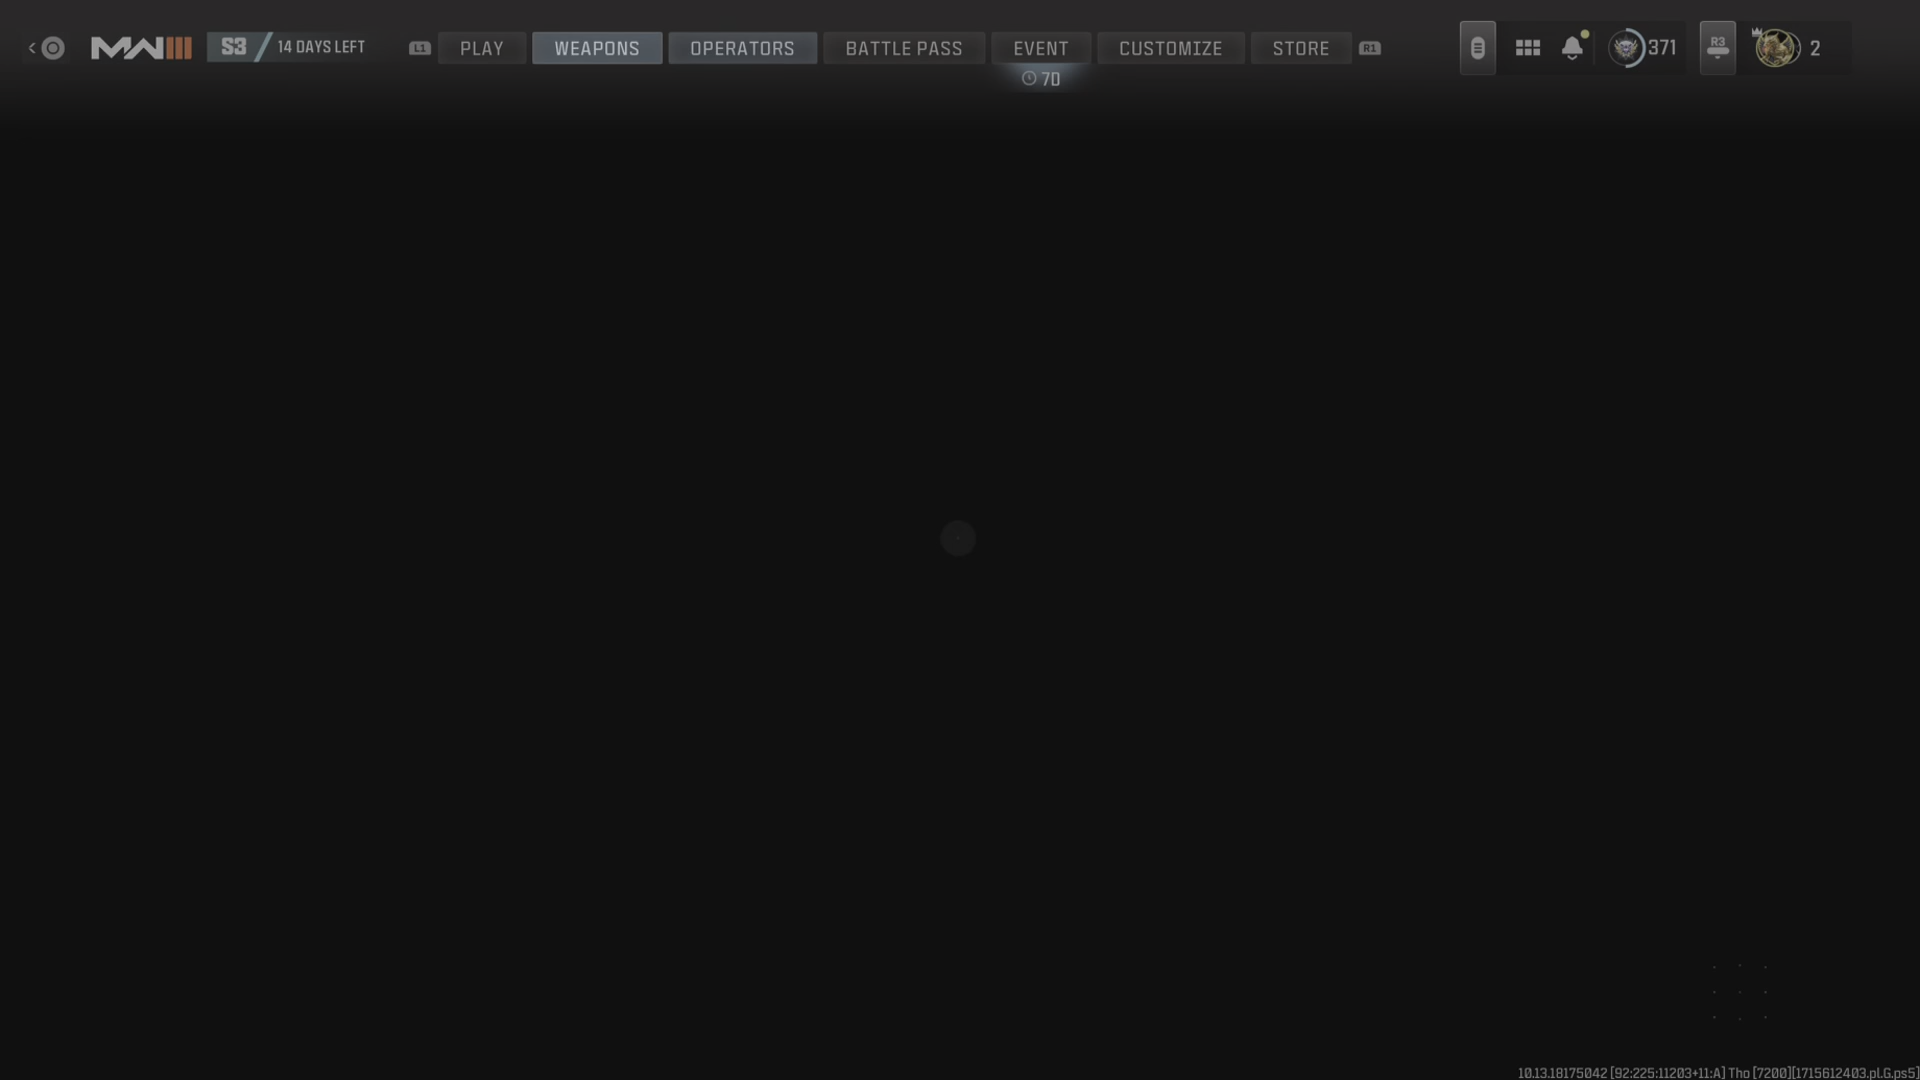 MWIII S3 14 DAYS LEFT L1 PLAY WEAPONS OPERATORS BATTLE PASS EVENT CUSTOMIZE STORE R1 371 R3 2
7D
10.13.18175042 [92:225:11203+11:A] Tho [7200][1715612403.pl.G.ps5]